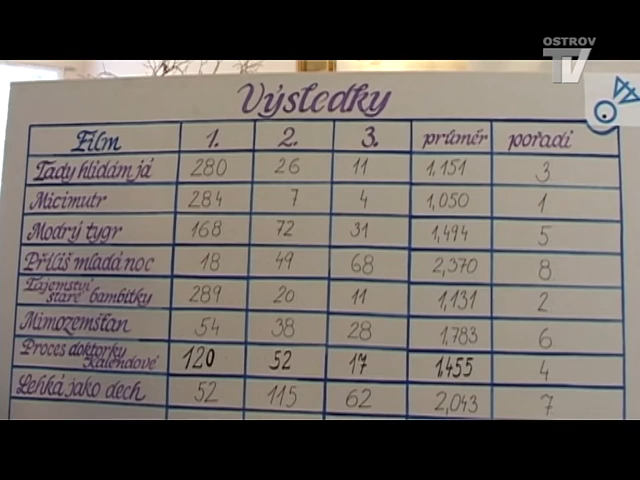 OSTROV
TV
Výsledky
Film 1. 2. 3. průměr pořadí
Tady hlídám já 280 26 11 1,151 3
Micimutr 284 7 4 1,050 1
Modrý tygr 168 72 31 1,494 5
Příliš mladá noc 18 49 68 2,370 8
Tajemství
staré bambitky 289 20 11 1,131 2
Mimozemšťan 54 38 28 1,783 6
Proces doktorky
Kalendové 120 52 17 1,455 4
Lehká jako dech 52 115 62 2,043 7